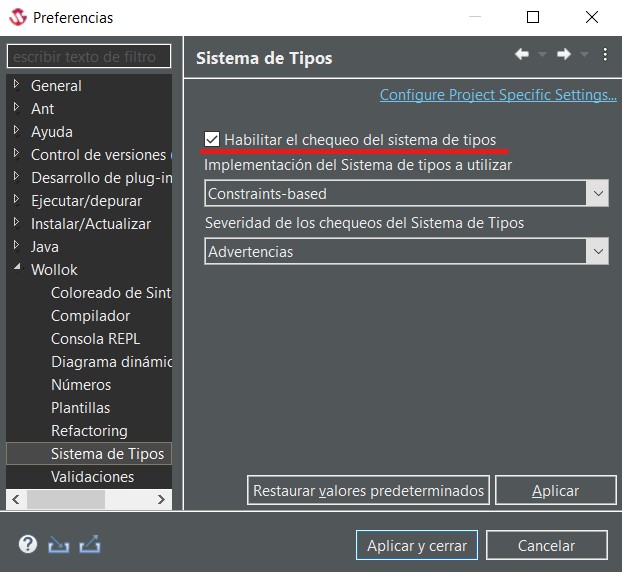 Preferencias
escribir texto de filtro
General
Ant
Ayuda
Control de versiones (
Desarrollo de plug-in
Ejecutar/depurar
Instalar/Actualizar
Java
Wollok
Coloreado de Sint
Compilador
Consola REPL
Diagrama dinámic
Números
Plantillas
Refactoring
Sistema de Tipos
Validaciones
Sistema de Tipos
Configure Project Specific Settings...
Habilitar el chequeo del sistema de tipos
Implementación del Sistema de tipos a utilizar
Constraints-based
Severidad de los chequeos del Sistema de Tipos
Advertencias
Restaurar valores predeterminados
Aplicar
Aplicar y cerrar
Cancelar